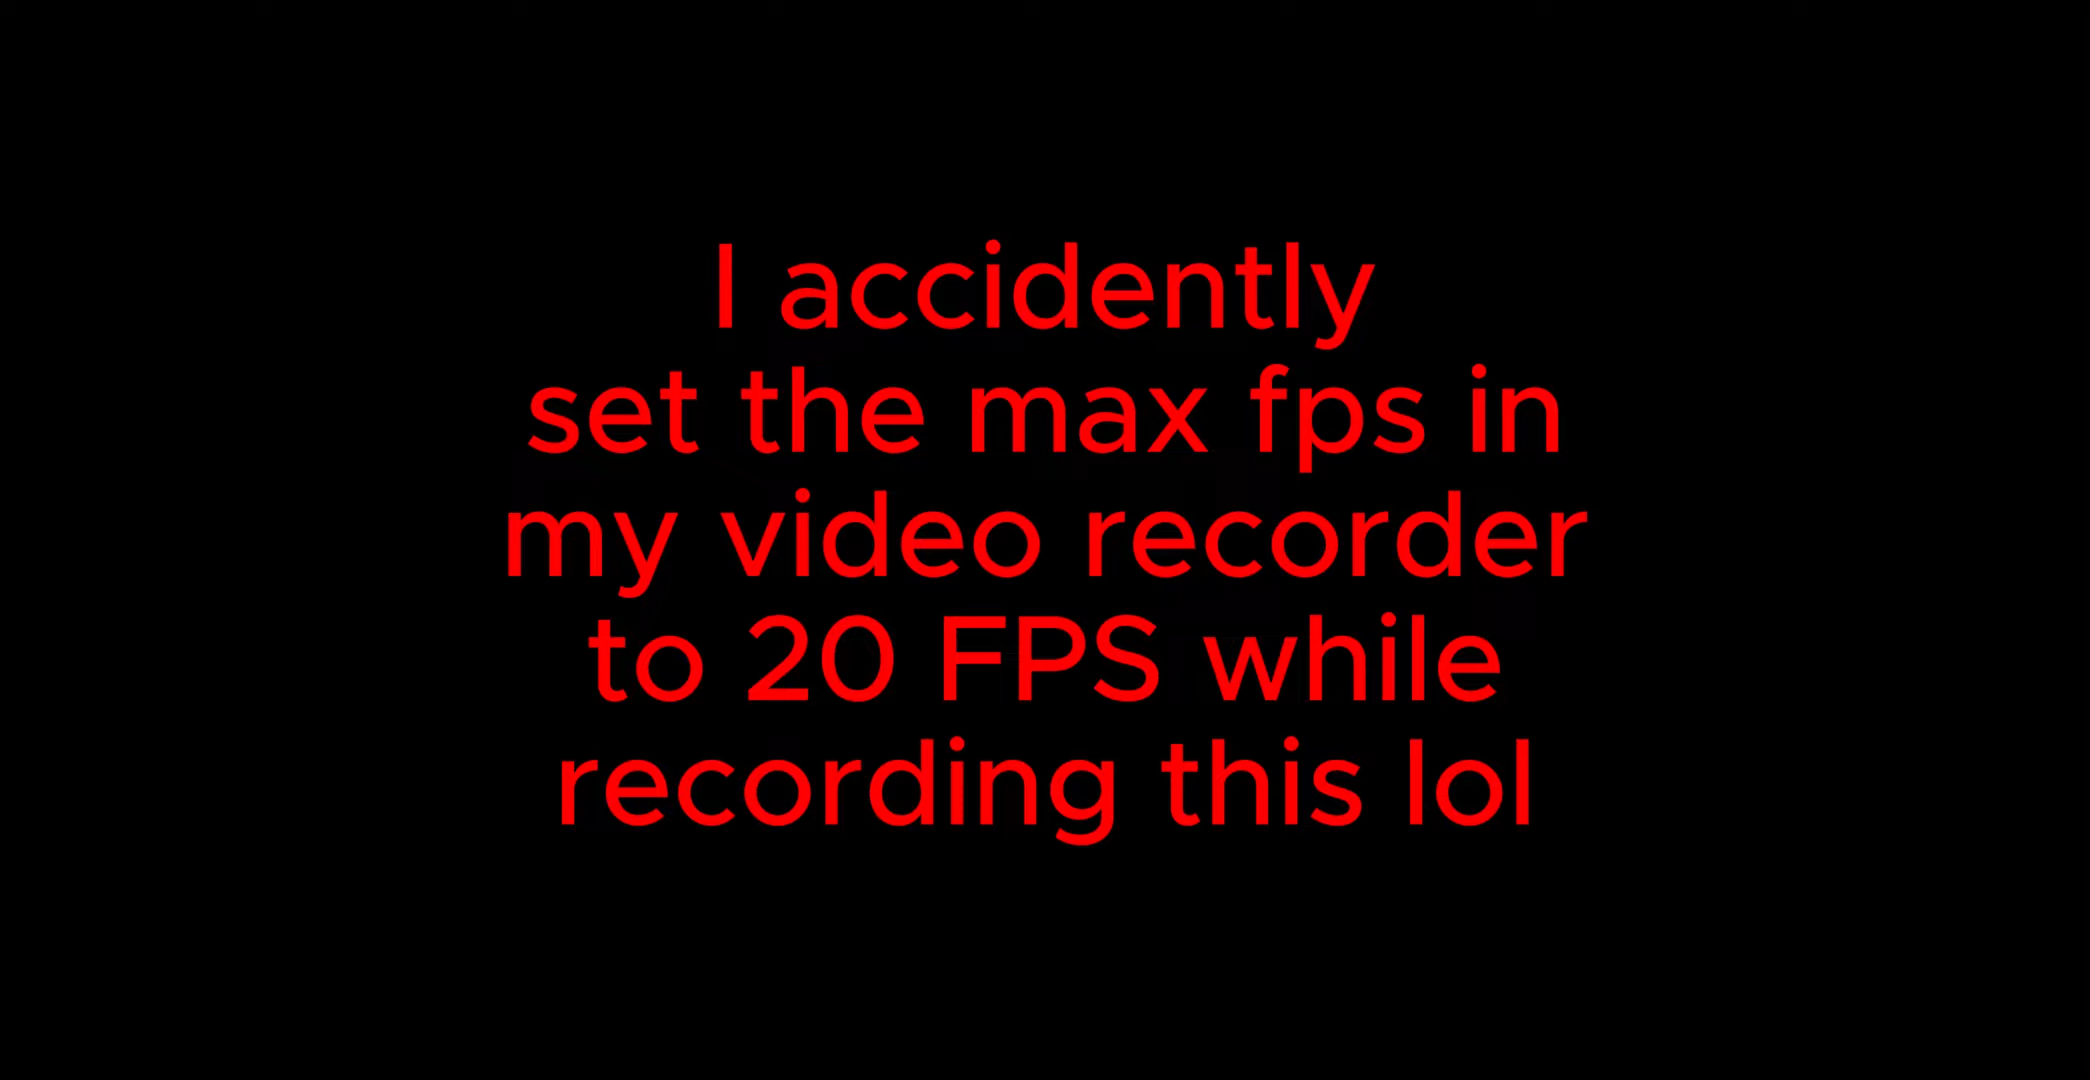 I accidently
set the max fps in
my video recorder
to 20 FPS while
recording this lol